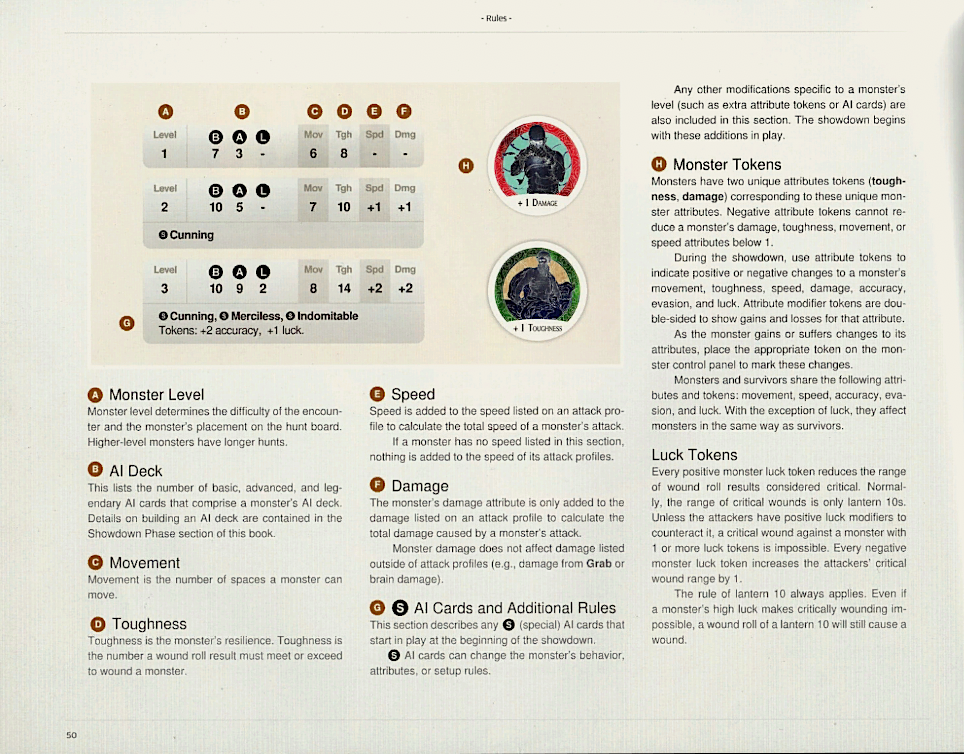 - Rules -
A B C D E F
Level B A L Mov Tgh Spd Dmg
1 7 3 - 6 8 - -
H
+ 1 Damage
Level B A L Mov Tgh Spd Dmg
2 10 5 - 7 10 +1 +1
S Cunning
Level B A L Mov Tgh Spd Dmg
3 10 9 2 8 14 +2 +2
G
S Cunning, S Merciless, S Indomitable
Tokens: +2 accuracy, +1 luck.
+ 1 Toughness
A Monster Level
Monster level determines the difficulty of the encoun-
ter and the monster's placement on the hunt board.
Higher-level monsters have longer hunts.
B AI Deck
This lists the number of basic, advanced, and leg-
endary AI cards that comprise a monster's AI deck.
Details on building an AI deck are contained in the
Showdown Phase section of this book.
C Movement
Movement is the number of spaces a monster can
move.
D Toughness
Toughness is the monster's resilience. Toughness is
the number a wound roll result must meet or exceed
to wound a monster.
E Speed
Speed is added to the speed listed on an attack pro-
file to calculate the total speed of a monster's attack.
If a monster has no speed listed in this section,
nothing is added to the speed of its attack profiles.
F Damage
The monster's damage attribute is only added to the
damage listed on an attack profile to calculate the
total damage caused by a monster's attack.
Monster damage does not affect damage listed
outside of attack profiles (e.g., damage from Grab or
brain damage).
G S AI Cards and Additional Rules
This section describes any S (special) AI cards that
start in play at the beginning of the showdown.
S AI cards can change the monster's behavior,
attributes, or setup rules.
Any other modifications specific to a monster's
level (such as extra attribute tokens or AI cards) are
also included in this section. The showdown begins
with these additions in play.
H Monster Tokens
Monsters have two unique attributes tokens (tough-
ness, damage) corresponding to these unique mon-
ster attributes. Negative attribute tokens cannot re-
duce a monster's damage, toughness, movement, or
speed attributes below 1.
During the showdown, use attribute tokens to
indicate positive or negative changes to a monster's
movement, toughness, speed, damage, accuracy,
evasion, and luck. Attribute modifier tokens are dou-
ble-sided to show gains and losses for that attribute.
As the monster gains or suffers changes to its
attributes, place the appropriate token on the mon-
ster control panel to mark these changes.
Monsters and survivors share the following attri-
butes and tokens: movement, speed, accuracy, eva-
sion, and luck. With the exception of luck, they affect
monsters in the same way as survivors.
Luck Tokens
Every positive monster luck token reduces the range
of wound roll results considered critical. Normal-
ly, the range of critical wounds is only lantern 10s.
Unless the attackers have positive luck modifiers to
counteract it, a critical wound against a monster with
1 or more luck tokens is impossible. Every negative
monster luck token increases the attackers' critical
wound range by 1.
The rule of lantern 10 always applies. Even if
a monster's high luck makes critically wounding im-
possible, a wound roll of a lantern 10 will still cause a
wound.
50